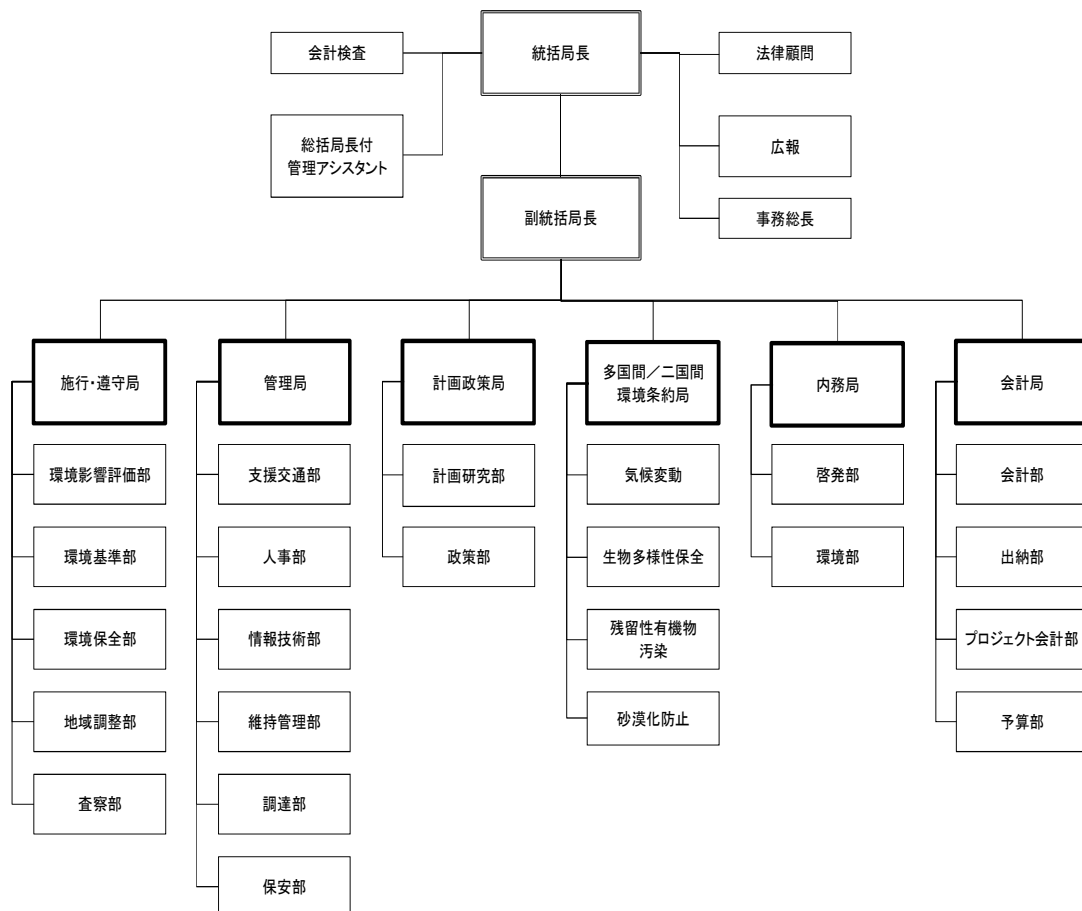 会計検査
統括局長
法律顧問
総括局長付
管理アシスタント
広報
副統括局長
事務総長
施行・遵守局
管理局
計画政策局
多国間／二国間
環境条約局
内務局
会計局
環境影響評価部
支援交通部
計画研究部
気候変動
啓発部
会計部
環境基準部
人事部
政策部
生物多様性保全
環境部
出納部
環境保全部
情報技術部
残留性有機物
汚染
プロジェクト会計部
地域調整部
維持管理部
砂漠化防止
予算部
査察部
調達部
保安部